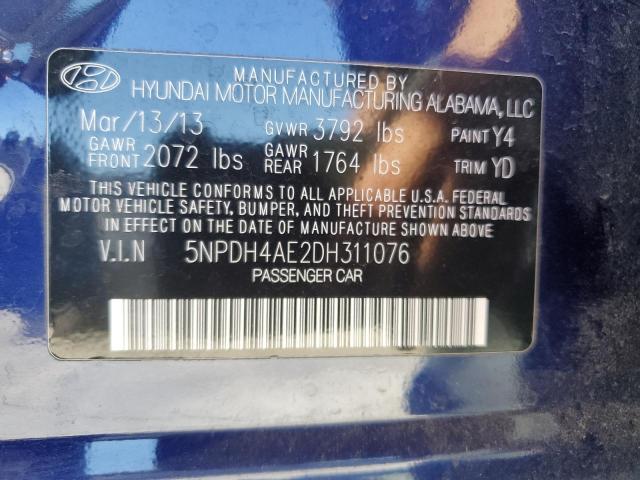 MANUFACTURED BY
HYUNDAI MOTOR MANUFACTURING ALABAMA, LLC
Mar/13/13 GVWR 3792 lbs PAINT Y4
GAWR FRONT 2072 lbs GAWR REAR 1764 lbs TRIM YD
THIS VEHICLE CONFORMS TO ALL APPLICABLE U.S.A. FEDERAL
MOTOR VEHICLE SAFETY, BUMPER, AND THEFT PREVENTION STANDARDS
IN EFFECT ON THE DATE OF MANUFACTURE SHOWN ABOVE.
V.I.N 5NPDH4AE2DH311076
PASSENGER CAR